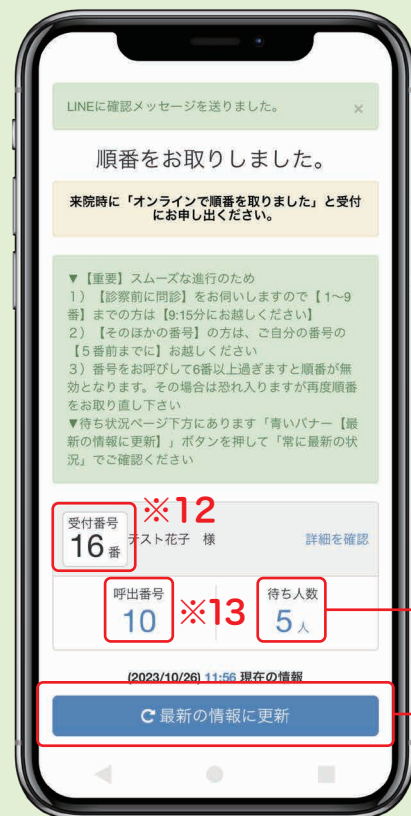 LINEに確認メッセージを送りました。 ×
順番をお取りしました。
来院時に「オンラインで順番を取りました」と受付
にお申し出ください。
▼【重要】スムーズな進行のため
1）【診察前に問診】をお伺いしますので【 1〜9
番】までの方は【9:15分にお越しください】
2）【そのほかの番号】の方は、ご自分の番号の
【５番前までに】お越しください
3）番号をお呼びして6番以上過ぎますと順番が無
効となります。その場合は恐れ入りますが再度順番
をお取り直し下さい
▼待ち状況ページ下方にあります「青いバナー【最
新の情報に更新】」ボタンを押して「常に最新の状
況」でご確認ください
受付番号
16 番
※12
テスト花子 様
詳細を確認
呼出番号
10
※13
待ち人数
5 人
(2023/10/26) 11:56 現在の情報
最新の情報に更新